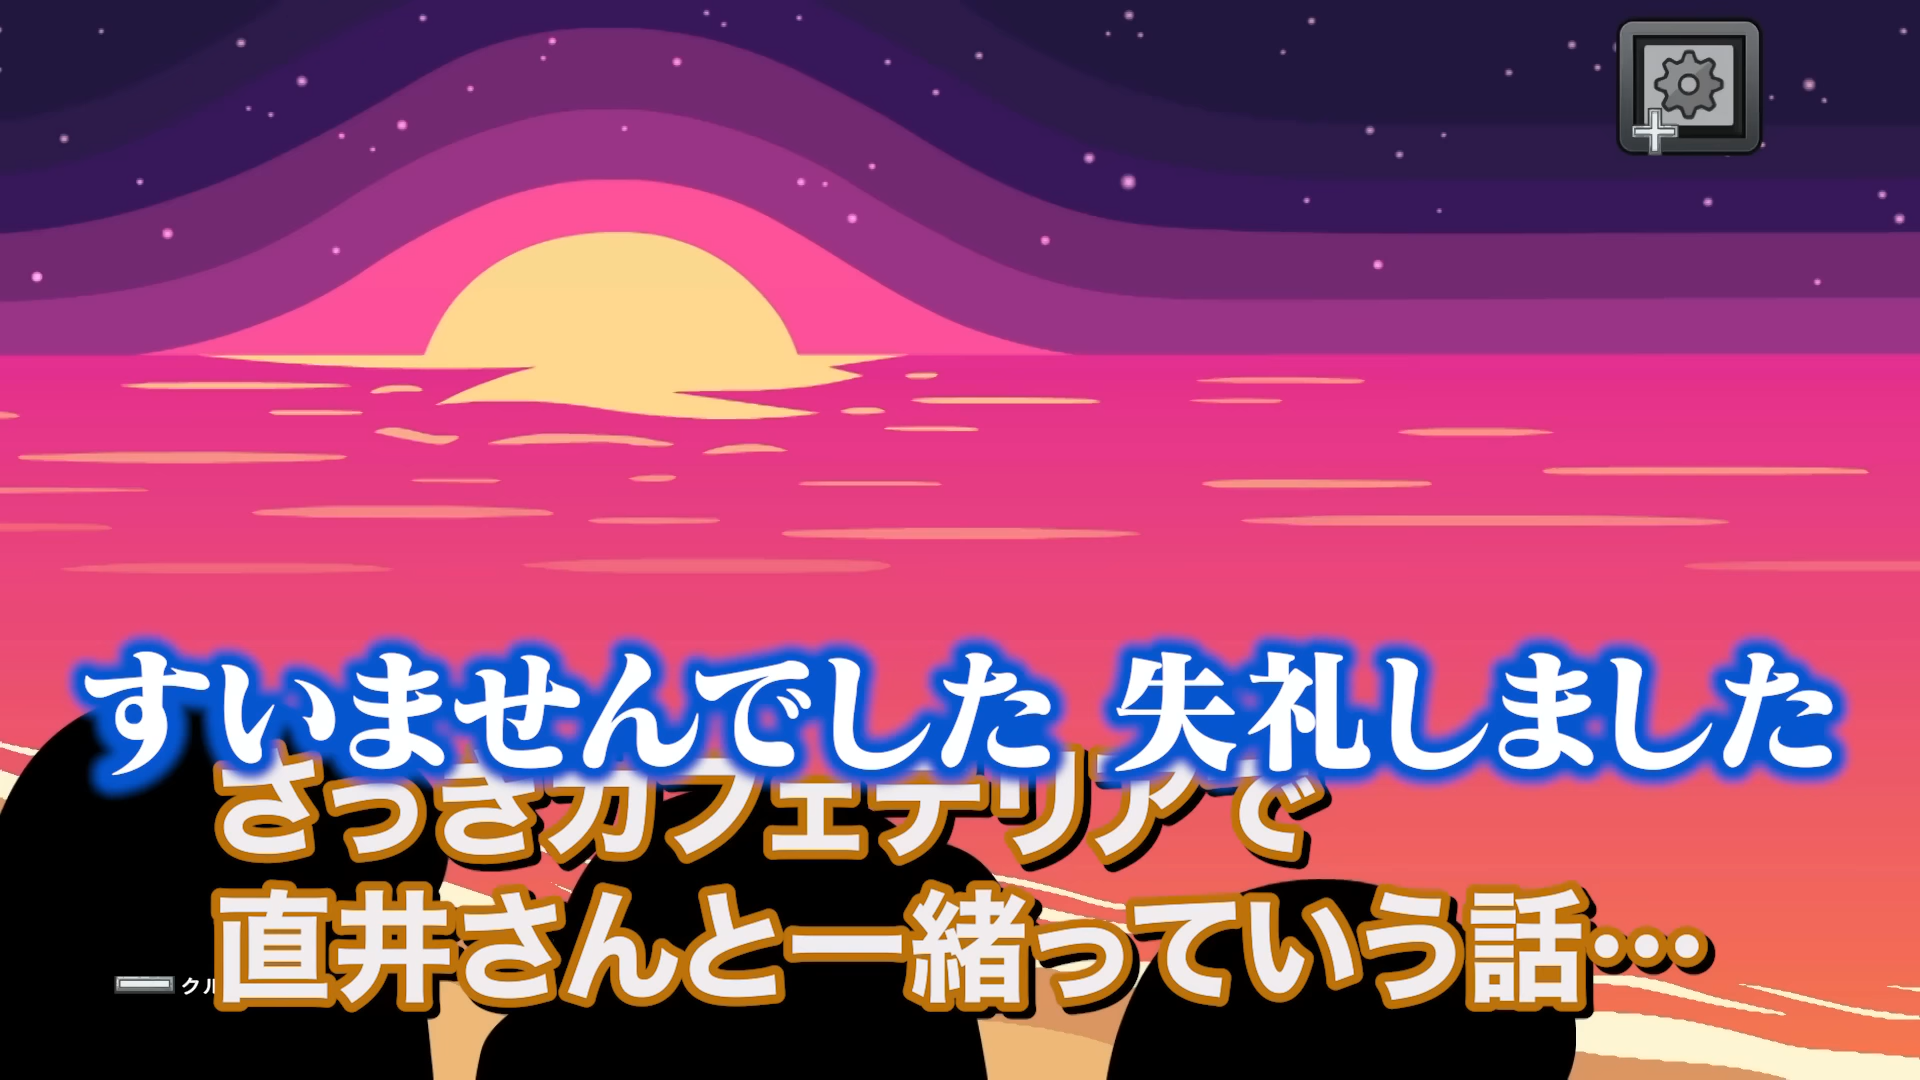 すいませんでした 失礼しました
さっきカフェテリアで
直井さんと一緒っていう話…